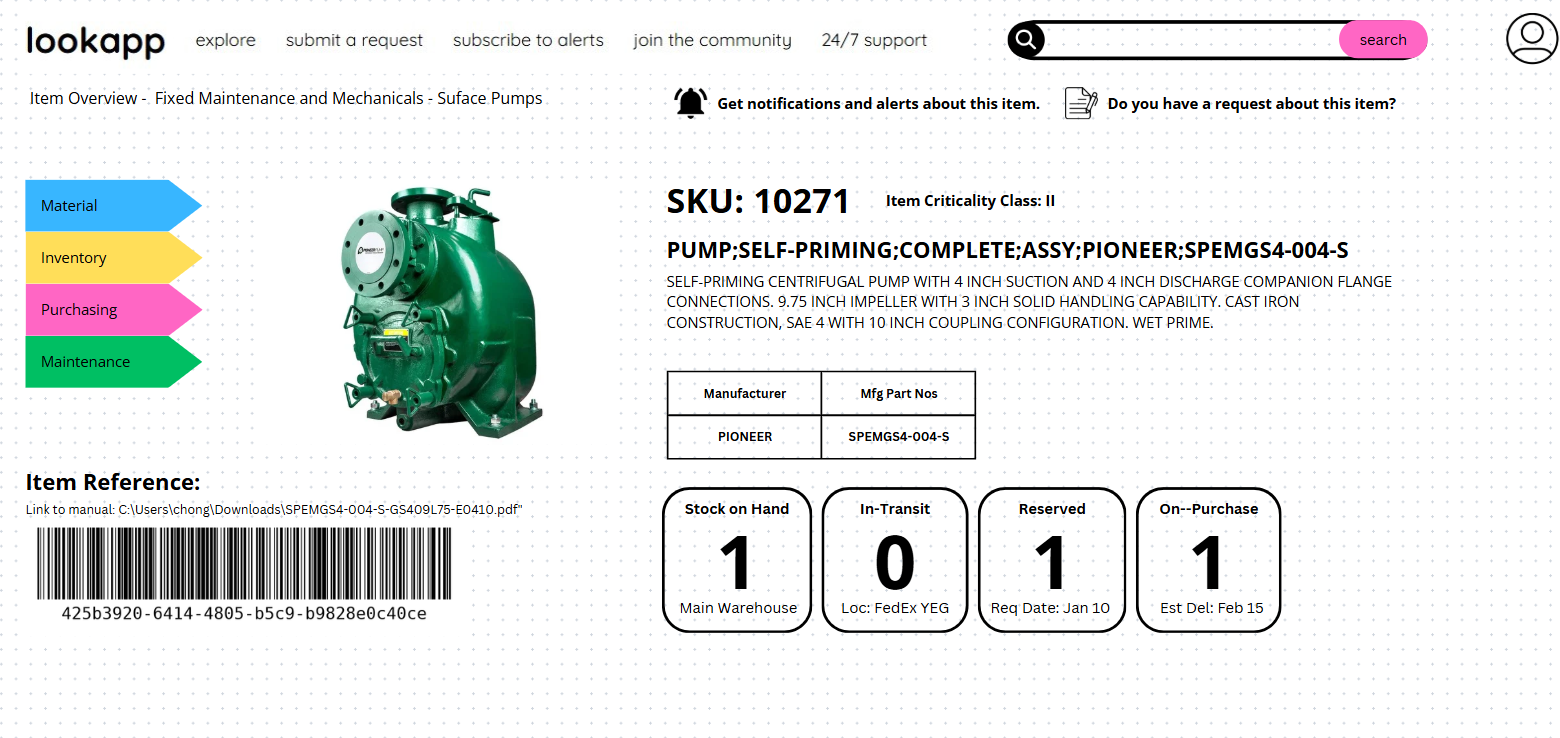 lookapp
explore
submit a request
subscribe to alerts
join the community
24/7 support
search
Item Overview - Fixed Maintenance and Mechanicals - Suface Pumps
Get notifications and alerts about this item.
Do you have a request about this item?
Material
Inventory
Purchasing
Maintenance
PIONEER
SKU: 10271
Item Criticality Class: II
PUMP;SELF-PRIMING;COMPLETE;ASSY;PIONEER;SPEMGS4-004-S
SELF-PRIMING CENTRIFUGAL PUMP WITH 4 INCH SUCTION AND 4 INCH DISCHARGE COMPANION FLANGE
CONNECTIONS. 9.75 INCH IMPELLER WITH 3 INCH SOLID HANDLING CAPABILITY. CAST IRON
CONSTRUCTION, SAE 4 WITH 10 INCH COUPLING CONFIGURATION. WET PRIME.
Manufacturer
Mfg Part Nos
PIONEER
SPEMGS4-004-S
Item Reference:
Link to manual: C:\Users\chong\Downloads\SPEMGS4-004-S-GS409L75-E0410.pdf"
425b3920-6414-4805-b5c9-b9828e0c40ce
Stock on Hand
1
Main Warehouse
In-Transit
0
Loc: FedEx YEG
Reserved
1
Req Date: Jan 10
On--Purchase
1
Est Del: Feb 15